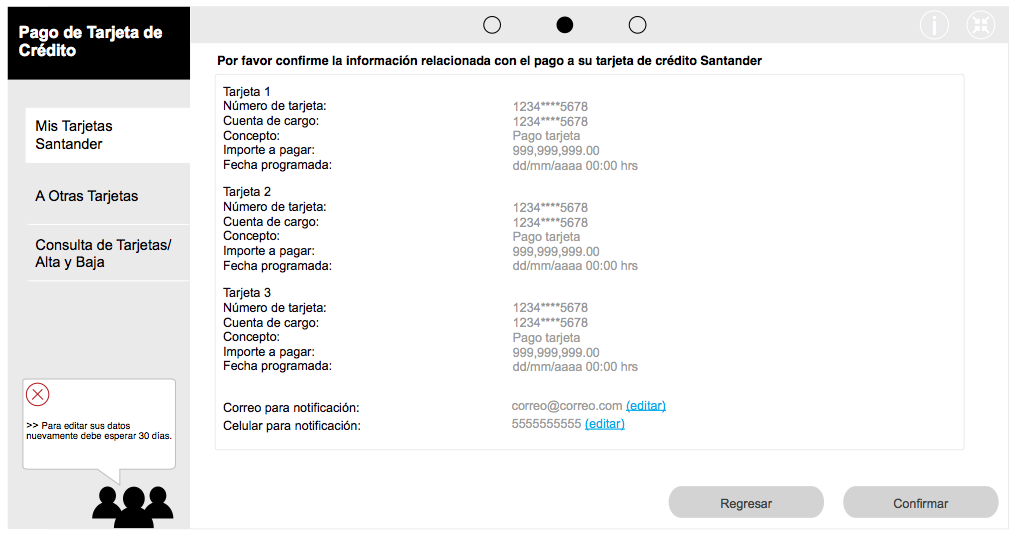 Pago de Tarjeta de
Crédito
Por favor confirme la información relacionada con el pago a su tarjeta de crédito Santander
Mis Tarjetas
Santander
A Otras Tarjetas
Consulta de Tarjetas/
Alta y Baja
Tarjeta 1
Número de tarjeta: 1234****5678
Cuenta de cargo: 1234****5678
Concepto: Pago tarjeta
Importe a pagar: 999,999,999.00
Fecha programada: dd/mm/aaaa 00:00 hrs
Tarjeta 2
Número de tarjeta: 1234****5678
Cuenta de cargo: 1234****5678
Concepto: Pago tarjeta
Importe a pagar: 999,999,999.00
Fecha programada: dd/mm/aaaa 00:00 hrs
Tarjeta 3
Número de tarjeta: 1234****5678
Cuenta de cargo: 1234****5678
Concepto: Pago tarjeta
Importe a pagar: 999,999,999.00
Fecha programada: dd/mm/aaaa 00:00 hrs
Correo para notificación: correo@correo.com (editar)
Celular para notificación: 5555555555 (editar)
>> Para editar sus datos
nuevamente debe esperar 30 días.
Regresar
Confirmar